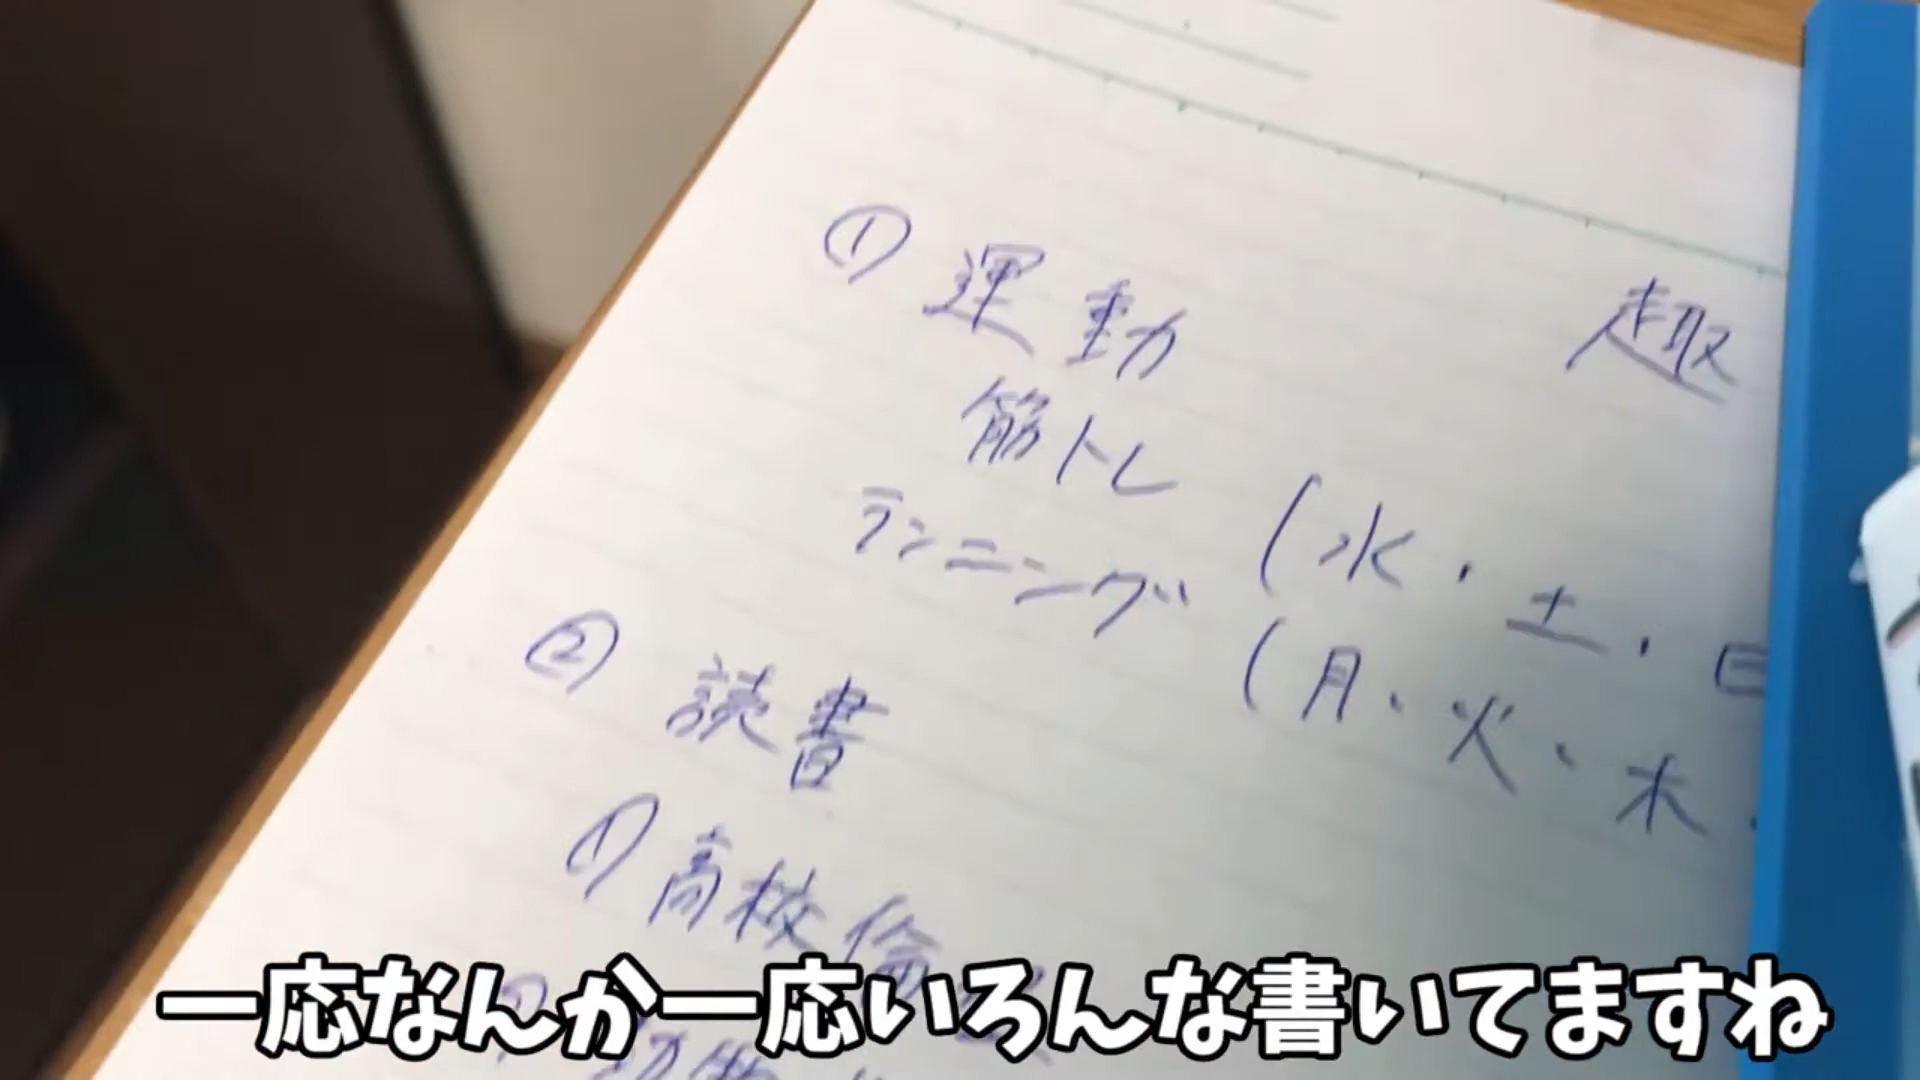 ① 運動
趣
筋トレ (水・土・日
ランニング (月・火・木・
② 読書
① 高校倫
一応なんか一応いろんな書いてますね